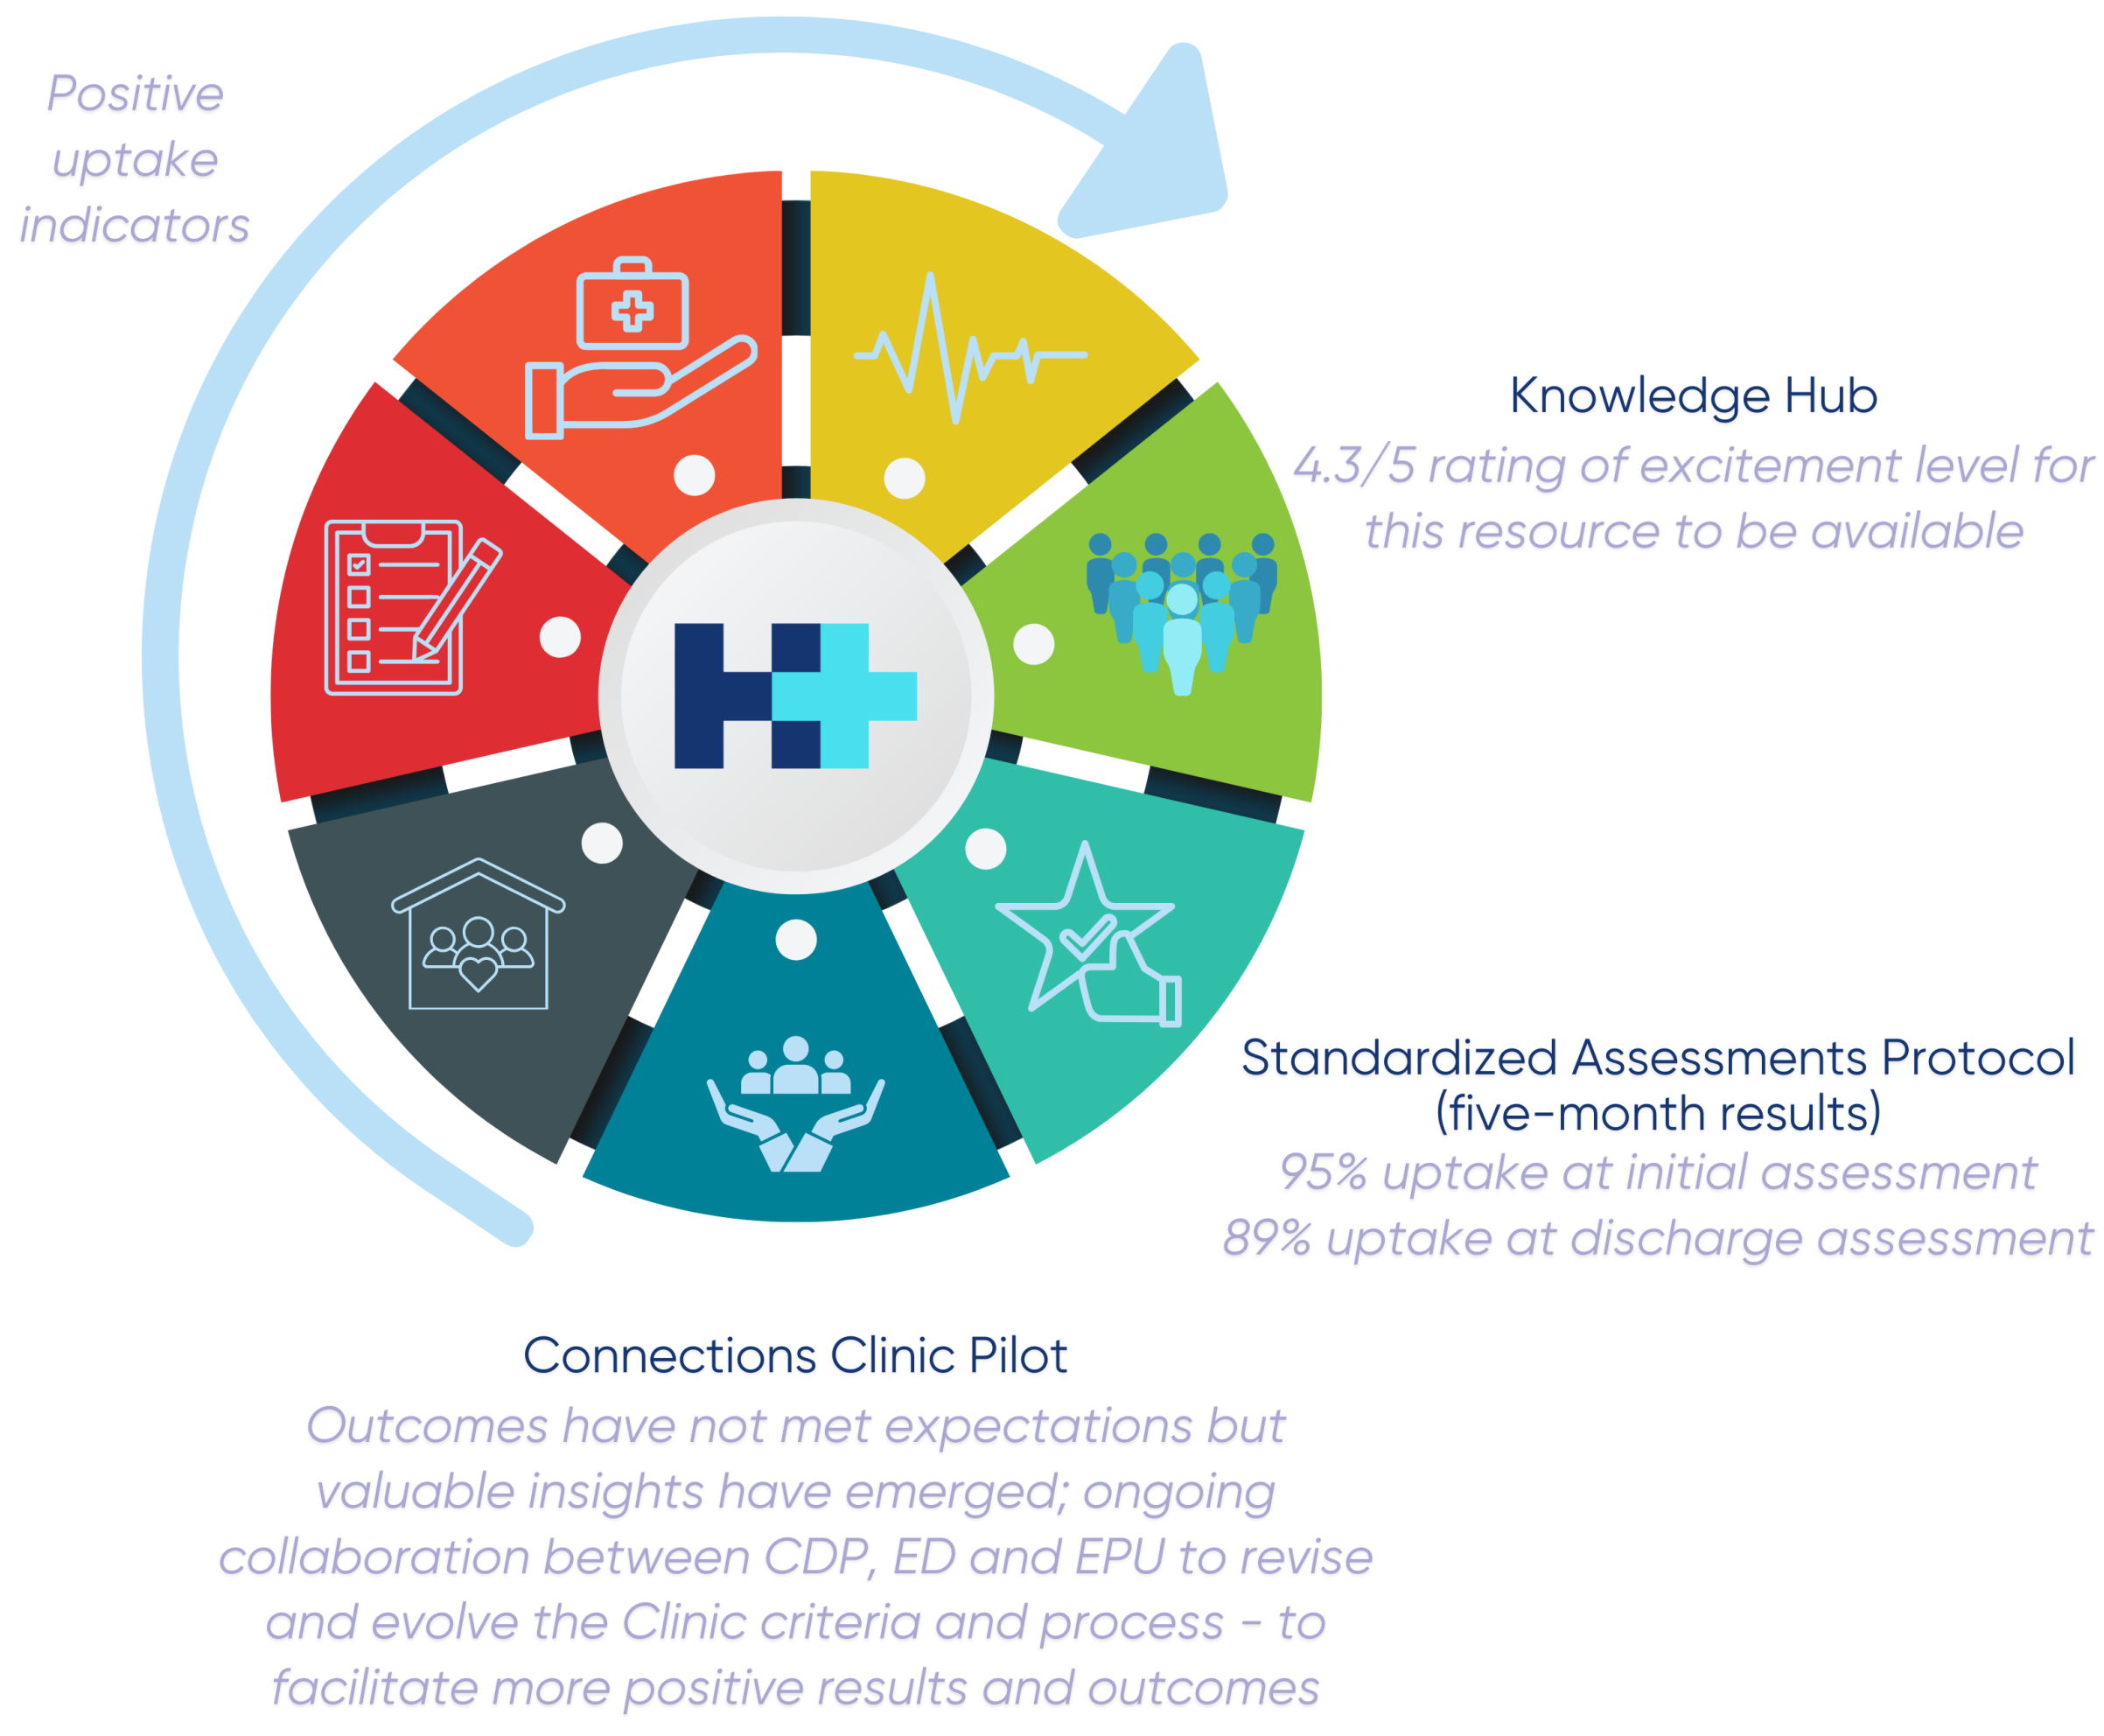 Positive
uptake
indicators
Knowledge Hub
4.3/5 rating of excitement level for
this resource to be available
Standardized Assessments Protocol
(five-month results)
95% uptake at initial assessment
89% uptake at discharge assessment
Connections Clinic Pilot
Outcomes have not met expectations but
valuable insights have emerged; ongoing
collaboration between CDP, ED and EPU to revise
and evolve the Clinic criteria and process - to
facilitate more positive results and outcomes